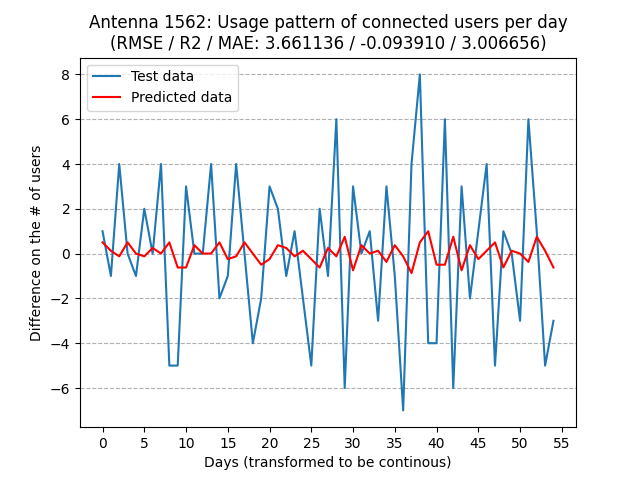 Antenna 1562: Usage pattern of connected users per day
(RMSE / R2 / MAE: 3.661136 / -0.093910 / 3.006656)
Test data
Predicted data
8
6
4
2
0
−2
−4
−6
Difference on the # of users
0 5 10 15 20 25 30 35 40 45 50 55
Days (transformed to be continous)